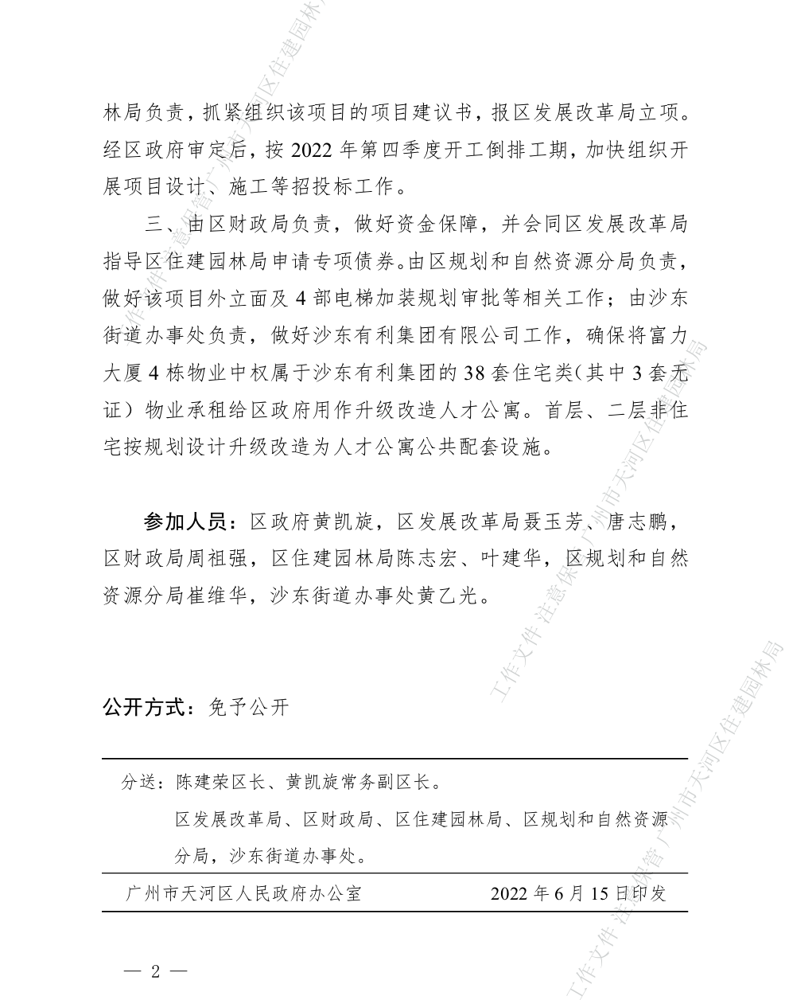 林局负责，抓紧组织该项目的项目建议书，报区发展改革局立项。
经区政府审定后，按 2022 年第四季度开工倒排工期，加快组织开
展项目设计、施工等招投标工作。
三、由区财政局负责，做好资金保障，并会同区发展改革局
指导区住建园林局申请专项债券。由区规划和自然资源分局负责，
做好该项目外立面及 4 部电梯加装规划审批等相关工作；由沙东
街道办事处负责，做好沙东有利集团有限公司工作，确保将富力
大厦 4 栋物业中权属于沙东有利集团的 38 套住宅类（其中 3 套无
证）物业承租给区政府用作升级改造人才公寓。首层、二层非住
宅按规划设计升级改造为人才公寓公共配套设施。
参加人员：区政府黄凯旋，区发展改革局聂玉芳、唐志鹏，
区财政局周祖强，区住建园林局陈志宏、叶建华，区规划和自然
资源分局崔维华，沙东街道办事处黄乙光。
公开方式：免予公开
分送：陈建荣区长、黄凯旋常务副区长。
区发展改革局、区财政局、区住建园林局、区规划和自然资源
分局，沙东街道办事处。
广州市天河区人民政府办公室 2022 年 6 月 15 日印发
— 2 —
工作文件 注意保管 广州市天河区住建园林局
工作文件 注意保管 广州市天河区住建园林局
工作文件 注意保管 广州市天河区住建园林局